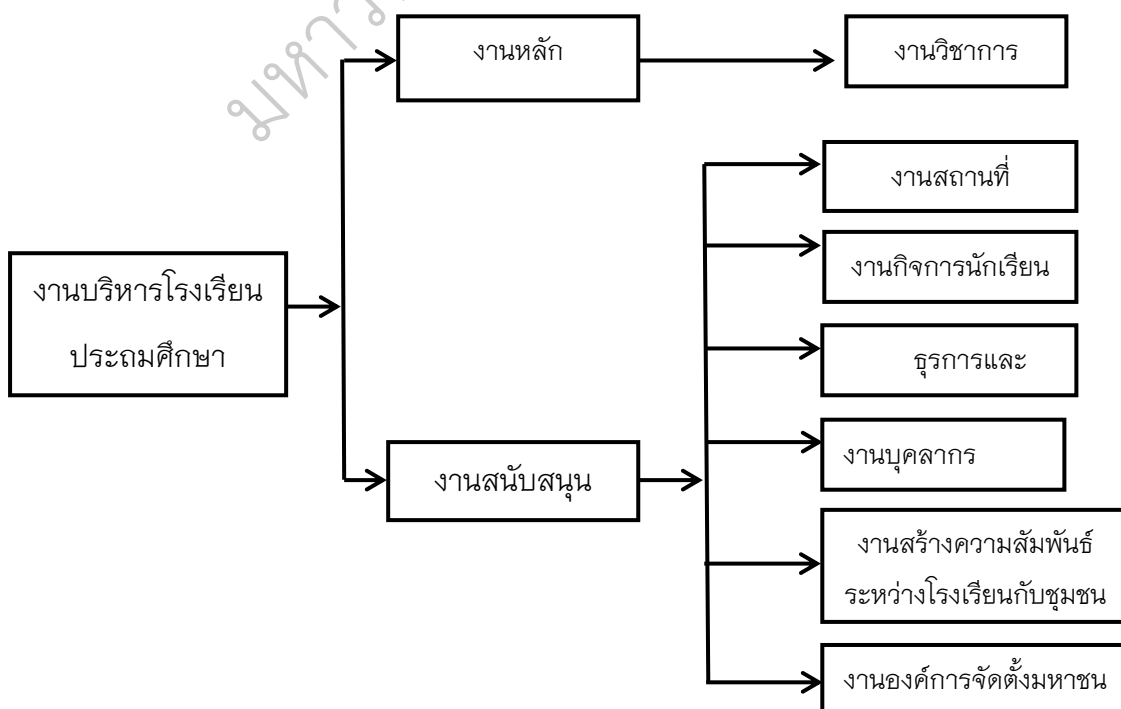 งานหลัก
งานวิชาการ
งานสถานที่
งานกิจการนักเรียน
งานบริหารโรงเรียน
ประถมศึกษา
ธุรการและ
งานบุคลากร
งานสนับสนุน
งานสร้างความสัมพันธ์
ระหว่างโรงเรียนกับชุมชน
งานองค์การจัดตั้งมหาชน